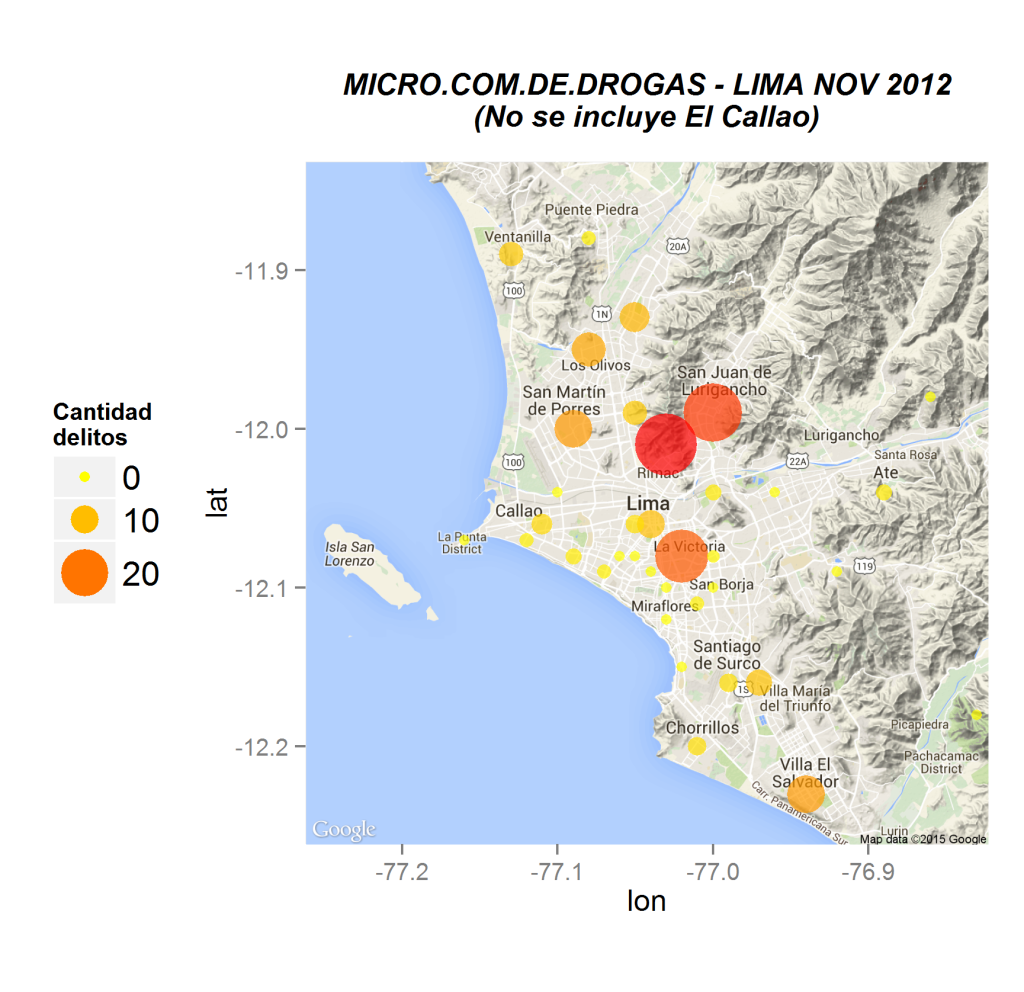 MICRO.COM.DE.DROGAS - LIMA NOV 2012
(No se incluye El Callao)
Cantidad
delitos
0
10
20
lat
-11.9
-12.0
-12.1
-12.2
Puente Piedra
Ventanilla
20A
100
1N
Los Olivos
San Juan de
Lurigancho
San Martín
de Porres
Lurigancho
Santa Rosa
22A
100
Rimac
Ate
Lima
Callao
La Punta
District
Isla San
Lorenzo
La Victoria
119
San Borja
Miraflores
Santiago
de Surco
1S
Villa María
del Triunfo
Chorrillos
Picapiedra
Pachacamac
District
Villa El
Salvador
Carr. Panamericana Sur
Lurin
Google
Map data ©2015 Google
-77.2
-77.1
-77.0
-76.9
lon